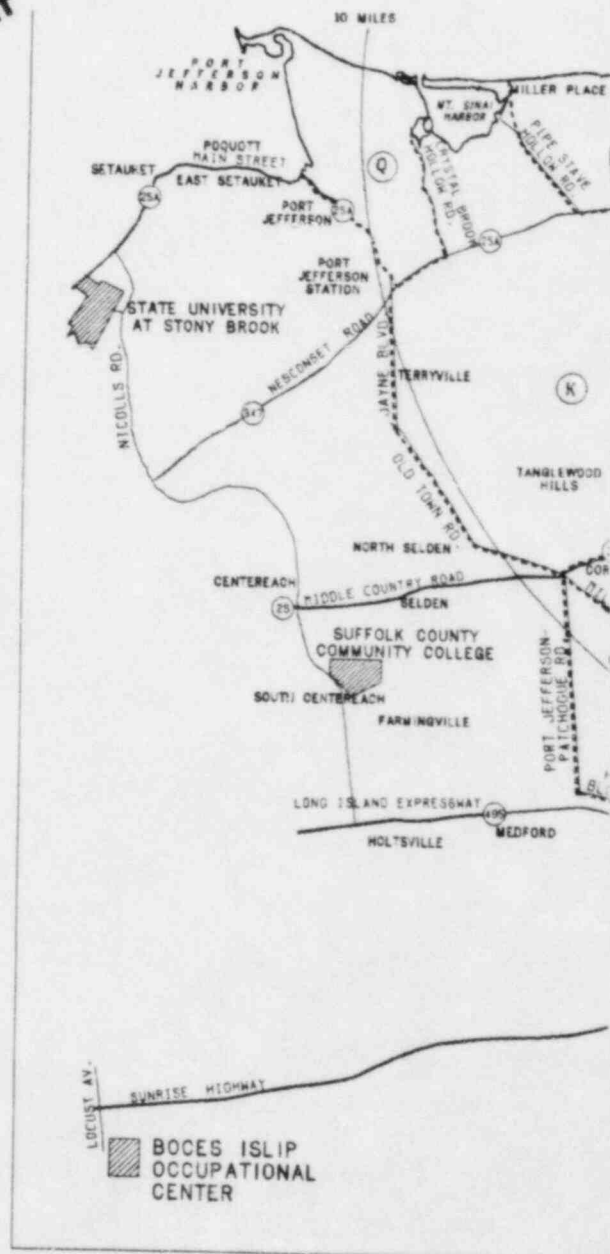 10 MILES
PORT
JEFFERSON
HARBOR
MT. SINAI
HARBOR
MILLER PLACE
PIPE STAVE
HOLLOW RD.
CRYSTAL BROOK
HOLLOW RD.
POQUOTT
MAIN STREET
SETAUKET
EAST SETAUKET
Q
25A
PORT
JEFFERSON
25A
25A
PORT
JEFFERSON
STATION
STATE UNIVERSITY
AT STONY BROOK
NESCONSET ROAD
NICOLLS RD.
347
JAYNE BLVD.
TERRYVILLE
K
OLD TOWN RD.
TANGLEWOOD
HILLS
NORTH SELDEN
COR
CENTEREACH
25
MIDDLE COUNTRY ROAD
SELDEN
SUFFOLK COUNTY
COMMUNITY COLLEGE
SOUTH CENTEREACH
FARMINGVILLE
PORT JEFFERSON-
PATCHOGUE RD.
LONG ISLAND EXPRESSWAY
495
MEDFORD
HOLTSVILLE
LOCUST AV.
SUNRISE HIGHWAY
BOCES ISLIP
OCCUPATIONAL
CENTER